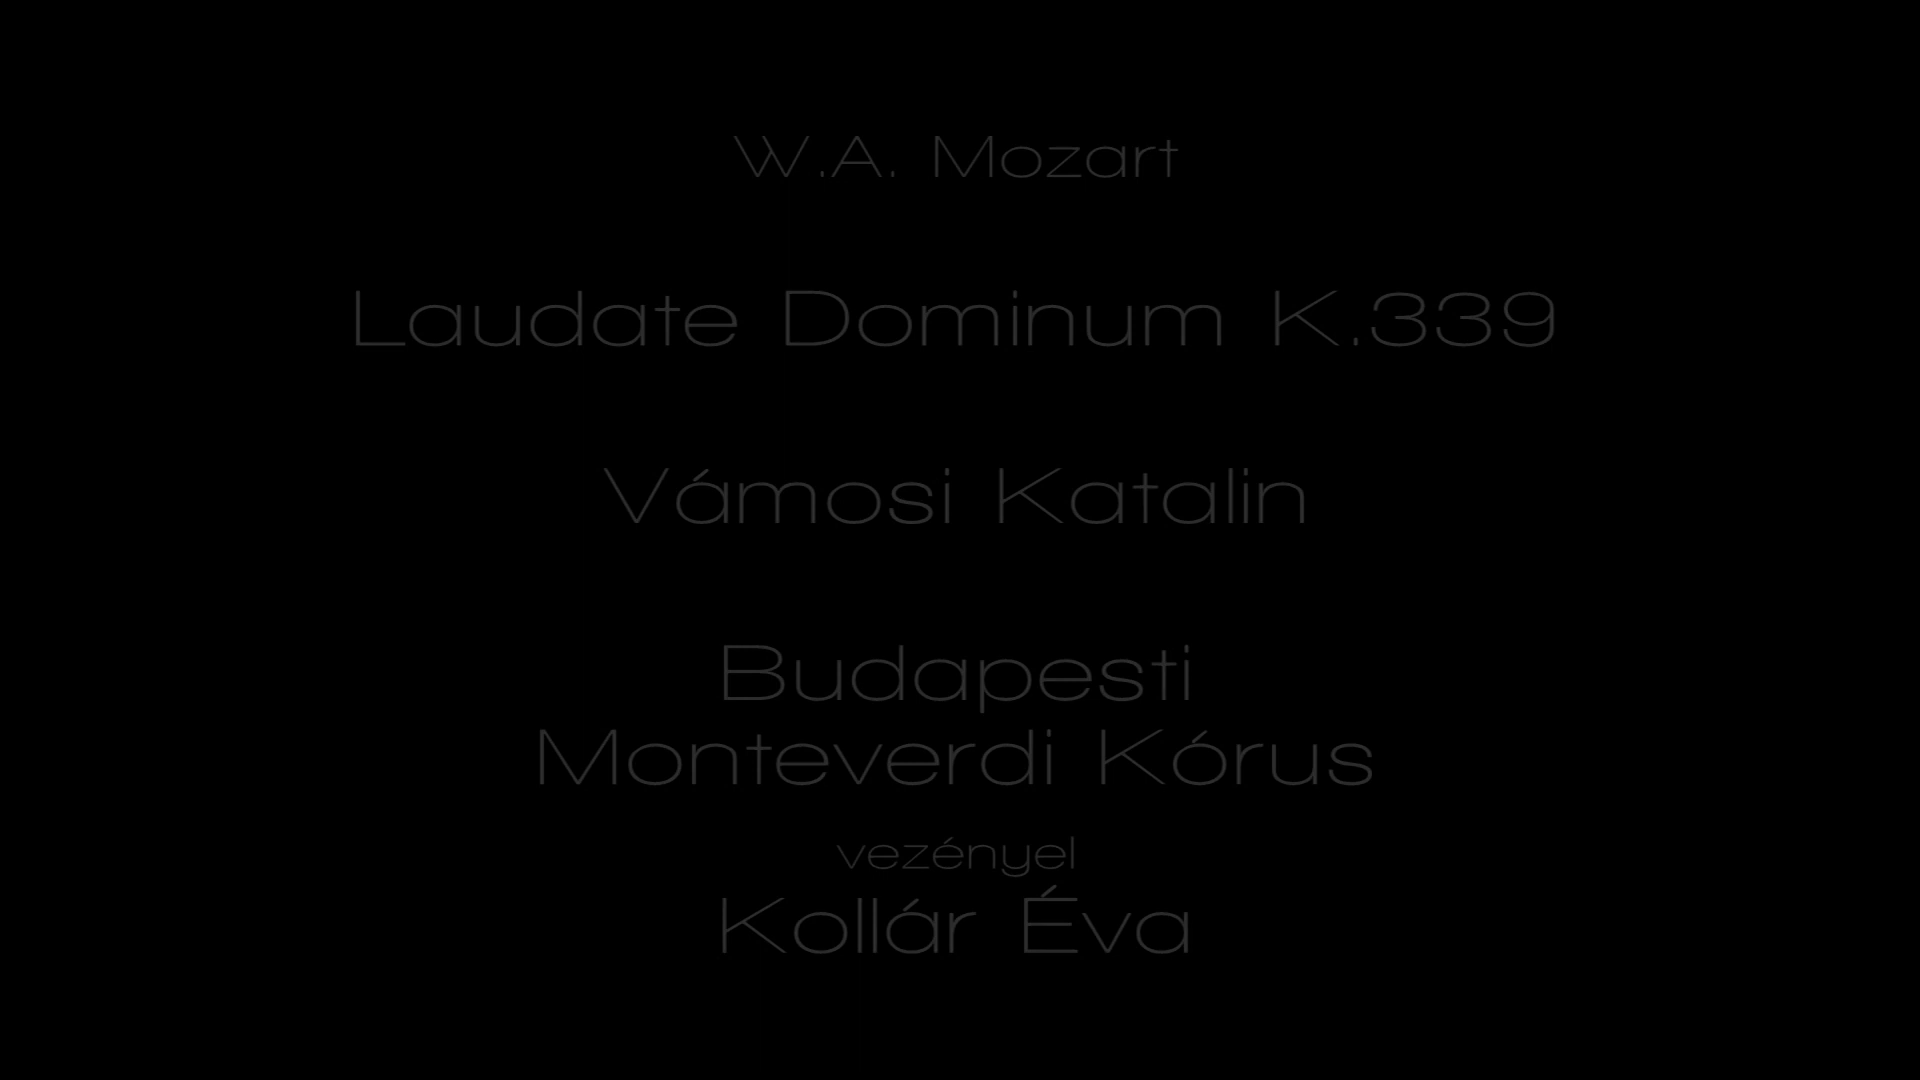 W.A. Mozart
Laudate Dominum K.339
Vámosi Katalin
Budapesti
Monteverdi Kórus
vezényel
Kollár Éva